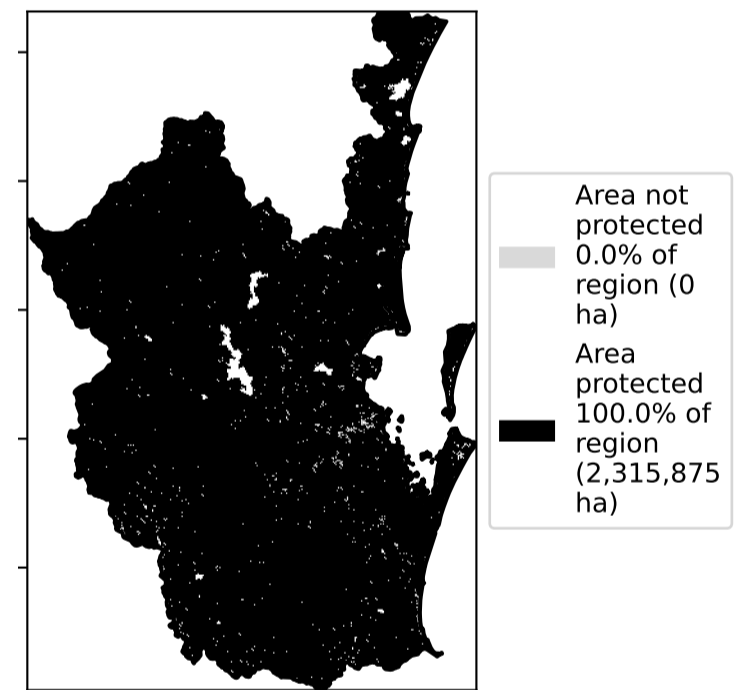 Area not
protected
0.0% of
region (0
ha)
Area
protected
100.0% of
region
(2,315,875
ha)